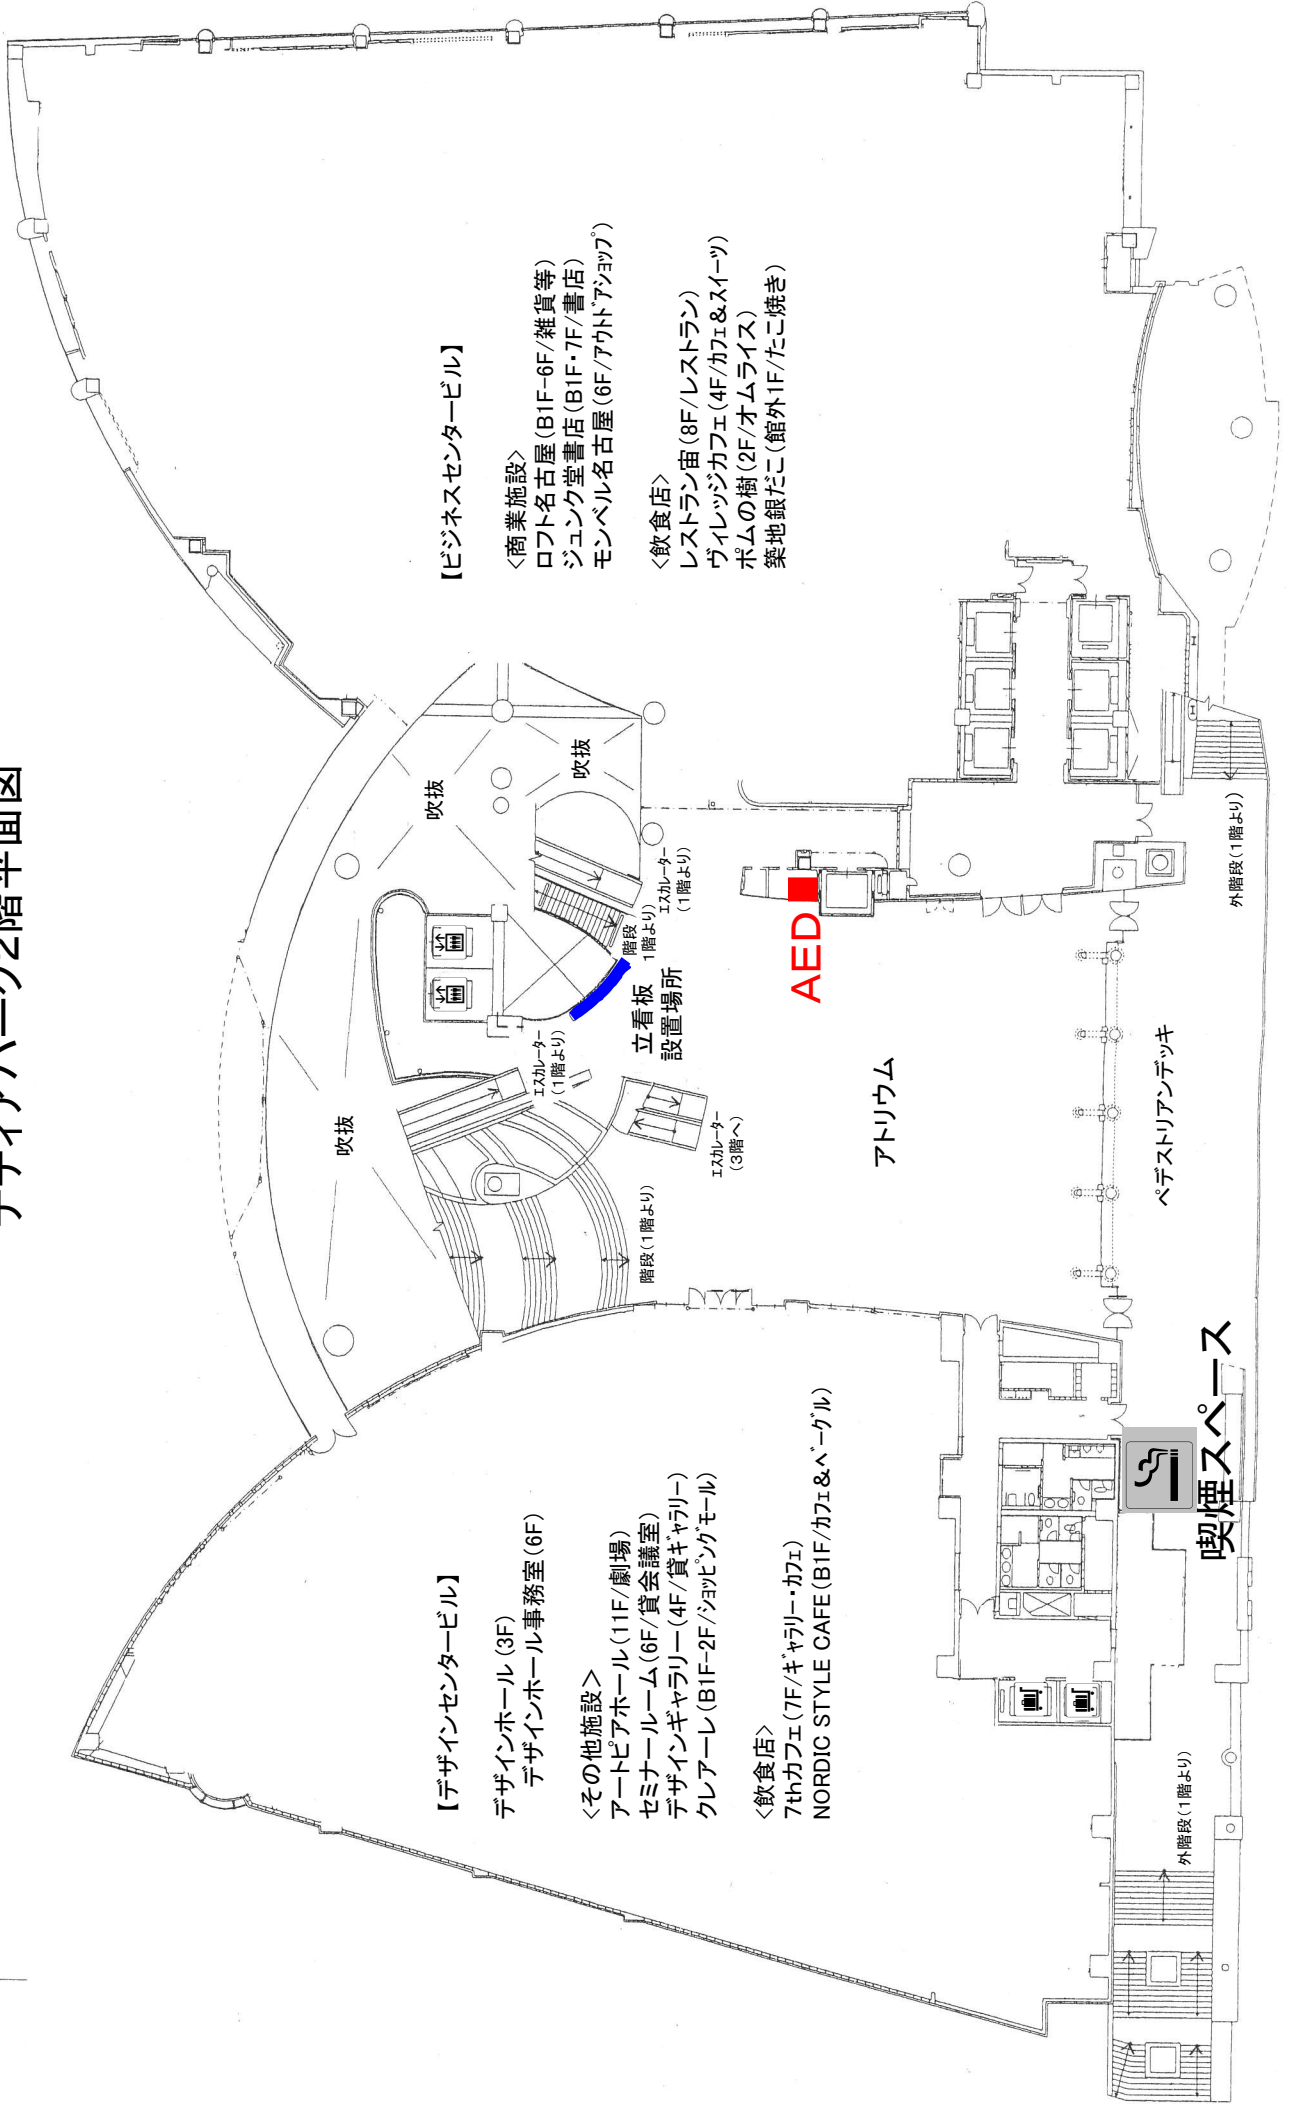 ナディアパーク2階平面図
【デザインセンタービル】
デザインホール(3F)
デザインホール事務室(6F)
<その他施設>
アートピアホール(11F/劇場)
セミナールーム(6F/貸会議室)
デザインギャラリー(4F/貸ギャラリー)
クレアーレ(B1F-2F/ショッピングモール)
<飲食店>
7thカフェ(7F/ギャラリー・カフェ)
NORDIC STYLE CAFE(B1F/カフェ&ベーグル)
【ビジネスセンタービル】
<商業施設>
ロフト名古屋(B1F-6F/雑貨等)
ジュンク堂書店(B1F・7F/書店)
モンベル名古屋(6F/アウトドアショップ)
<飲食店>
レストラン宙(8F/レストラン)
ヴィレッジカフェ(4F/カフェ&スイーツ)
ポムの樹(2F/オムライス)
築地銀だこ(館外1F/たこ焼き)
吹抜
吹抜
吹抜
エスカレーター
(1階より)
階段
1階より)
エスカレーター
(1階より)
立看板
設置場所
エスカレーター
(3階へ)
階段(1階より)
AED
アトリウム
ペデストリアンデッキ
外階段(1階より)
喫煙スペース
外階段(1階より)